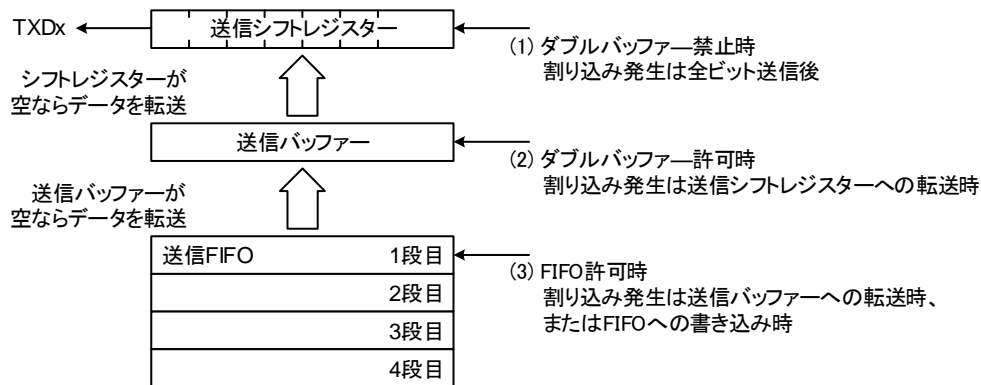 TXDx
送信シフトレジスター
(1) ダブルバッファ―禁止時
割り込み発生は全ビット送信後
シフトレジスターが
空ならデータを転送
送信バッファー
(2) ダブルバッファ―許可時
割り込み発生は送信シフトレジスターへの転送時
送信バッファーが
空ならデータを転送
送信FIFO 1段目
(3) FIFO許可時
割り込み発生は送信バッファーへの転送時、
またはFIFOへの書き込み時
2段目
3段目
4段目